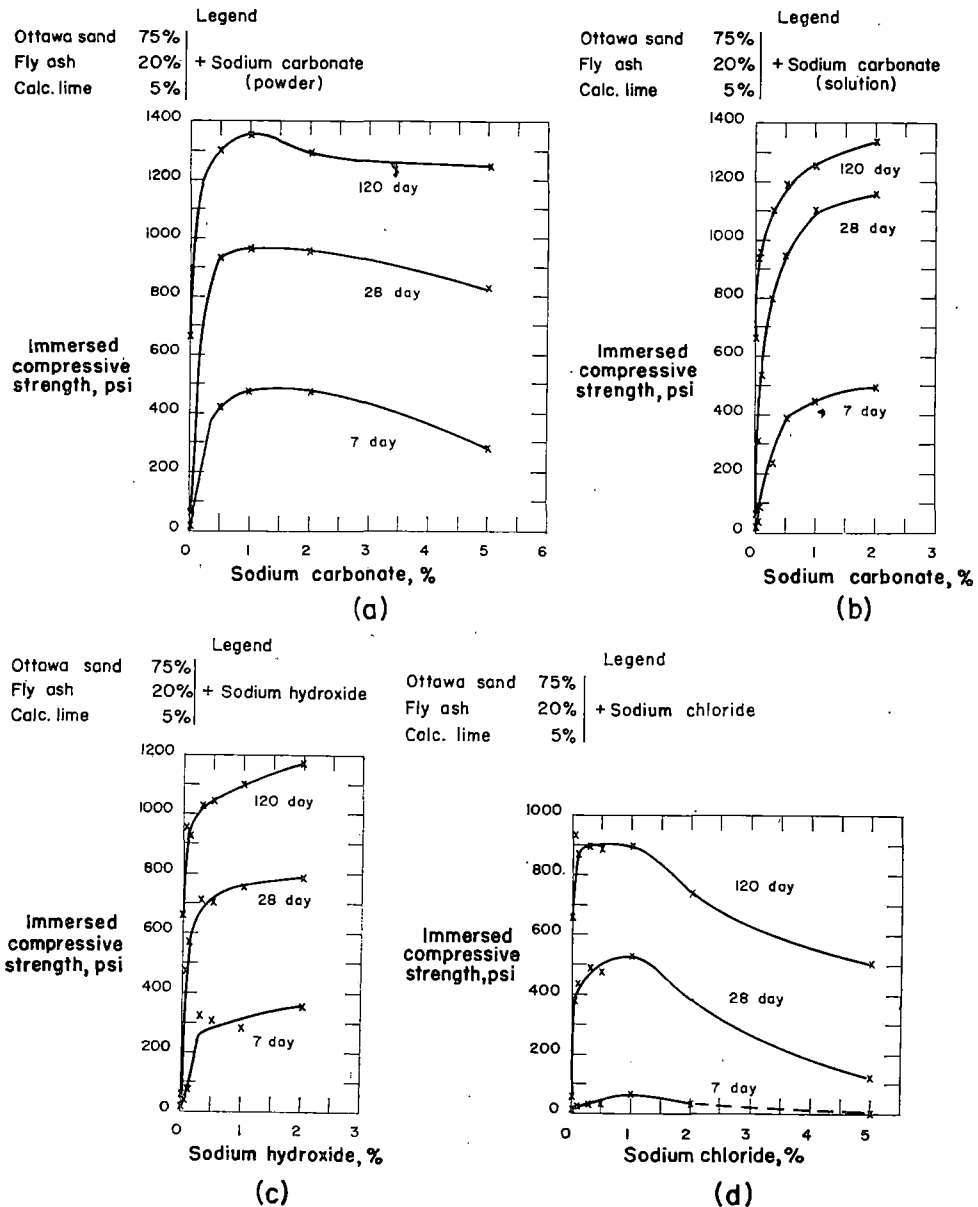 Legend
Ottawa sand 75%
Fly ash 20% + Sodium carbonate
(powder)
Calc. lime 5%
1400
1200
1000
800
600
400
200
0
120 day
28 day
7 day
Immersed
compressive
strength, psi
0 1 2 3 4 5 6
Sodium carbonate, %
(a)
Legend
Ottawa sand 75%
Fly ash 20% + Sodium carbonate
(solution)
Calc. lime 5%
1400
1200
1000
800
600
400
200
0
120 day
28 day
7 day
Immersed
compressive
strength, psi
0 1 2 3
Sodium carbonate, %
(b)
Legend
Ottawa sand 75%
Fly ash 20% + Sodium hydroxide
Calc. lime 5%
1200
1000
800
600
400
200
0
120 day
28 day
7 day
Immersed
compressive
strength, psi
0 1 2 3
Sodium hydroxide, %
(c)
Legend
Ottawa sand 75%
Fly ash 20% + Sodium chloride
Calc. lime 5%
1000
800.
600
400
200
0
120 day
28 day
7 day
Immersed
compressive
strength,psi
0 1 2 3 4 5
Sodium chloride,%
(d)